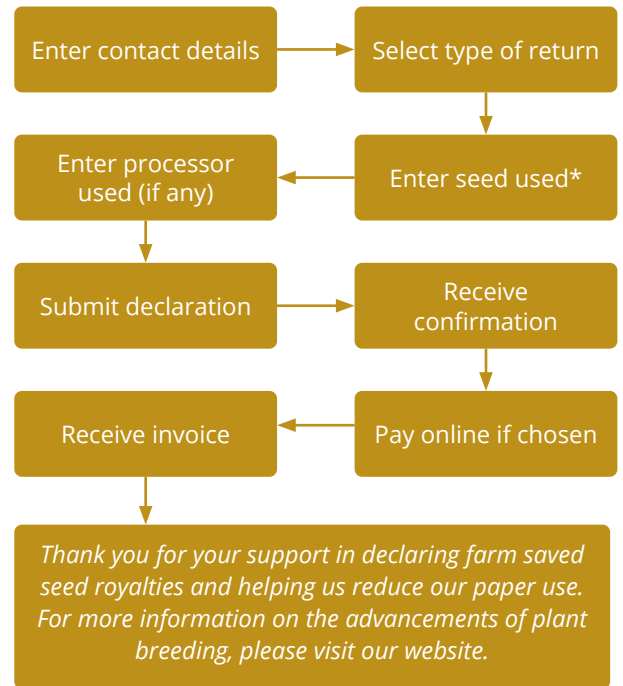 Enter contact details
Select type of return
Enter seed used*
Enter processor
used (if any)
Submit declaration
Receive
confirmation
Pay online if chosen
Receive invoice
Thank you for your support in declaring farm saved
seed royalties and helping us reduce our paper use.
For more information on the advancements of plant
breeding, please visit our website.